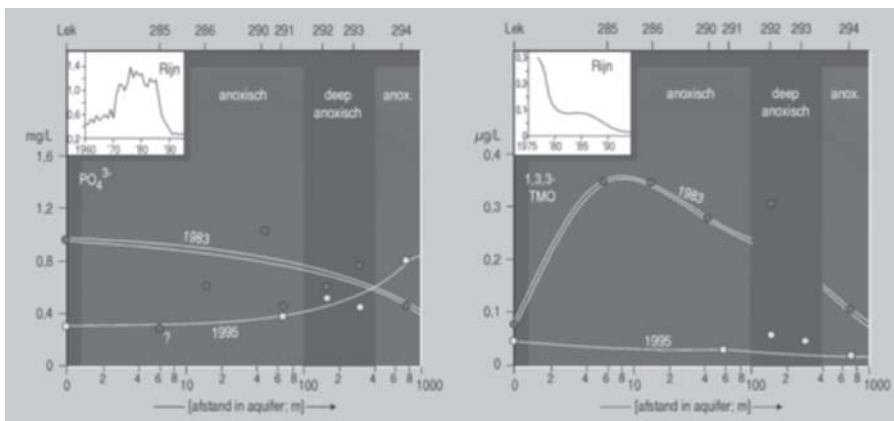 Lek 285 286 290 291 292 293 294
Rijn
1,4
1,0
0,6
0,2
1960 '70 '80 '90
anoxisch
deep
anoxisch
anox.
mg/L
1,6
1,2
0,8
0,4
0
PO₄³⁻
1983
1995
?
0 2 4 6 8 10 2 4 6 8 100 2 4 6 8 1000
[afstand in aquifer; m]
Lek 285 286 290 291 292 293 294
Rijn
0,3
0,2
0,1
0
1975 '80 '85 '90
anoxisch
deep
anoxisch
anox.
µg/L
0,4
0,3
0,2
0,1
0
1,3,3-
TMO
1983
1995
0 2 4 6 8 10 2 4 6 8 100 2 4 6 8 1000
[afstand in aquifer; m]